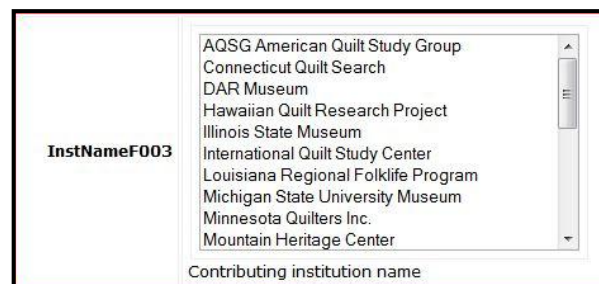 InstNameF003
AQSG American Quilt Study Group
Connecticut Quilt Search
DAR Museum
Hawaiian Quilt Research Project
Illinois State Museum
International Quilt Study Center
Louisiana Regional Folklife Program
Michigan State University Museum
Minnesota Quilters Inc.
Mountain Heritage Center
Contributing institution name